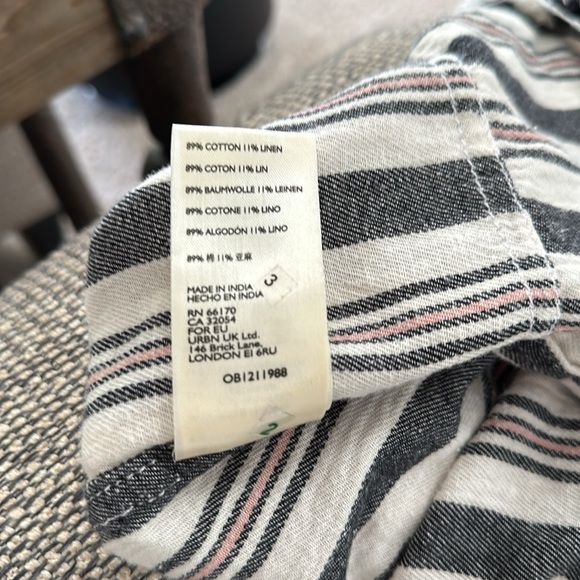 89% COTTON 11% LINEN
89% COTON 11% LIN
89% BAUMWOLLE 11% LEINEN
89% COTONE 11% LINO
89% ALGODÓN 11% LINO
89% 棉 11% 亚麻
3
MADE IN INDIA
HECHO EN INDIA
RN 66170
CA 32054
FOR EU
URBN UK Ltd.
146 Brick Lane,
LONDON E1 6RU
OB1211988